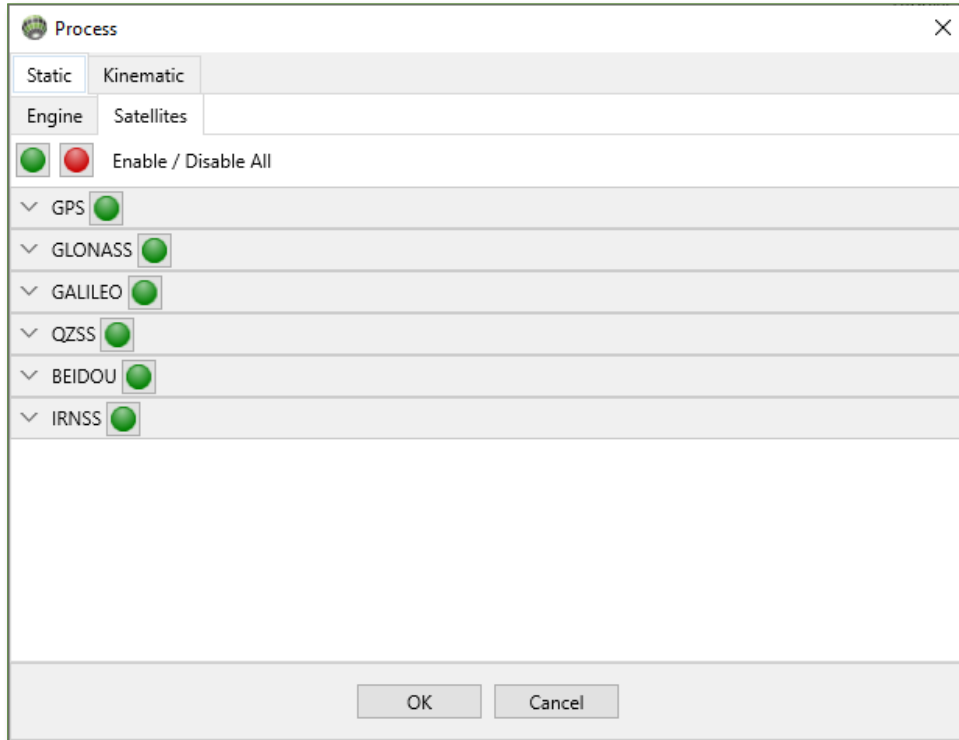 Process
Static Kinematic
Engine Satellites
Enable / Disable All
GPS
GLONASS
GALILEO
QZSS
BEIDOU
IRNSS
OK Cancel